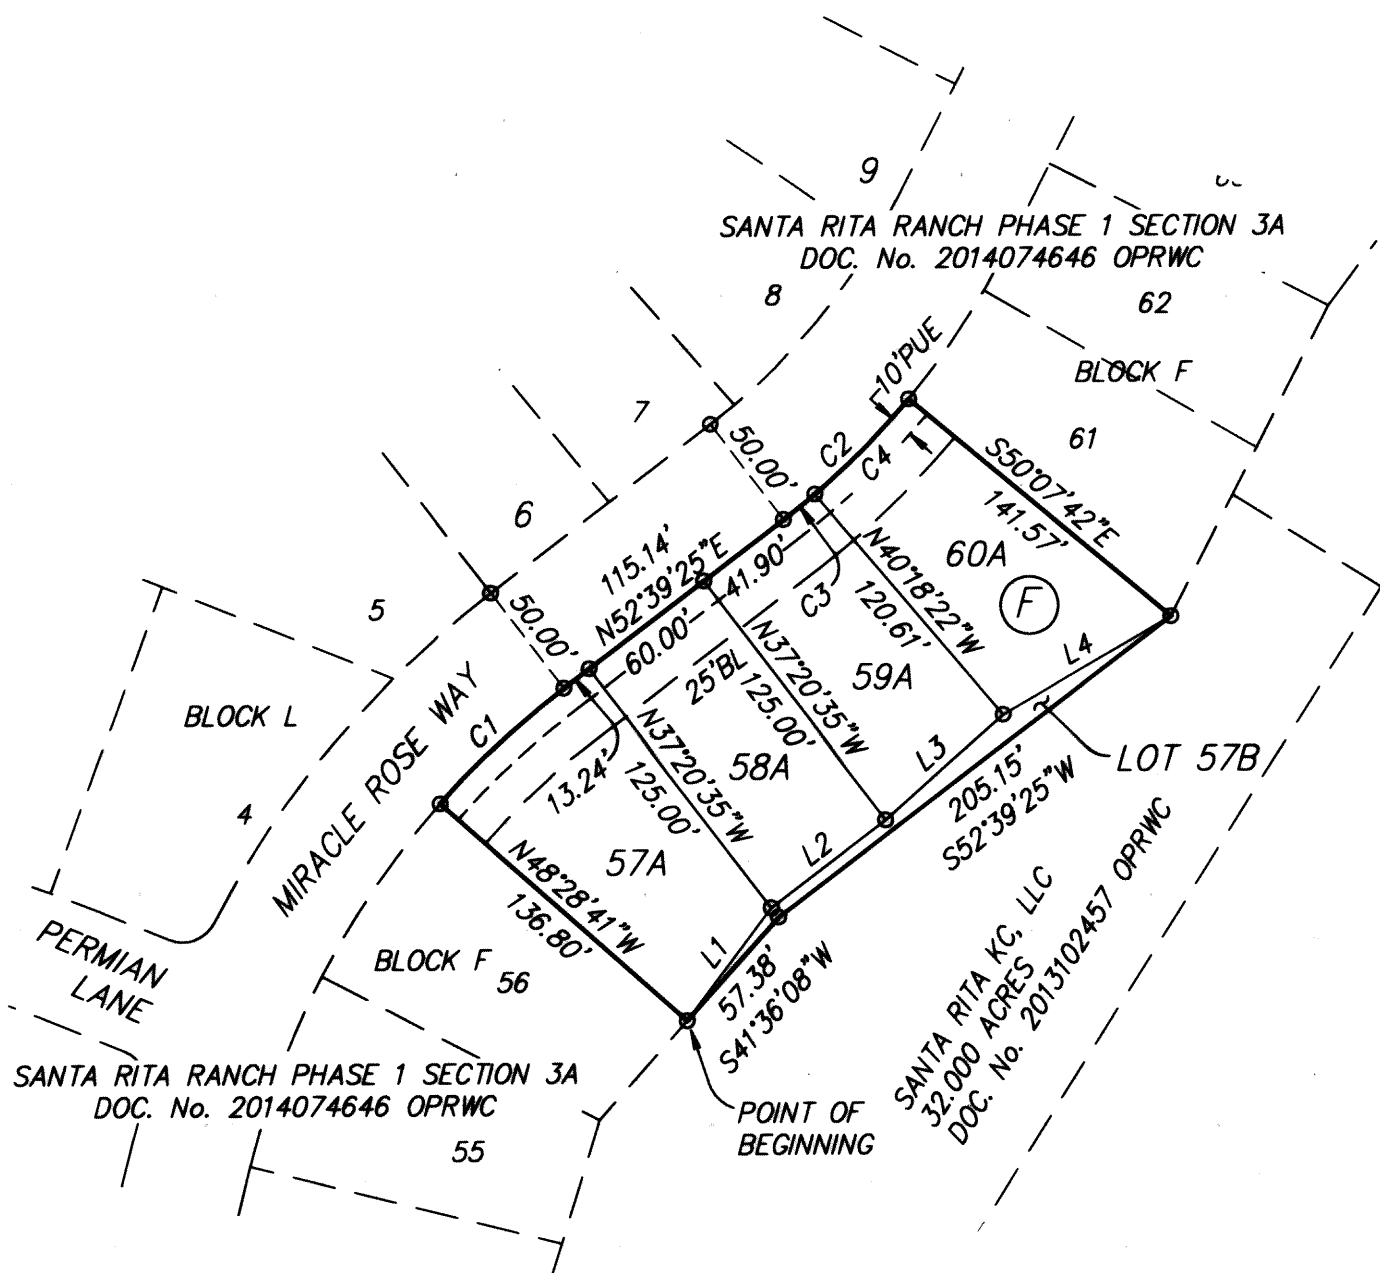 9
SANTA RITA RANCH PHASE 1 SECTION 3A
DOC. No. 2014074646 OPRWC
8
62
10'PUE
BLOCK F
7
61
50.00'
C2
C4
S50°07'42"E
141.57'
6
115.14'
N52°39'25"E
41.90'
N40°18'22"W
120.61'
60A
F
5
50.00'
60.00'
C3
L4
25'BL
N37°20'35"W
125.00'
59A
BLOCK L
C1
MIRACLE ROSE WAY
N37°20'35"W
125.00'
58A
L3
LOT 57B
13.24'
205.15'
S52°39'25"W
4
57A
L2
N48°28'41"W
136.80'
PERMIAN
LANE
BLOCK F
56
L1
57.38'
S41°36'08"W
SANTA RITA KC, LLC
32.000 ACRES
DOC. No. 2013102457 OPRWC
SANTA RITA RANCH PHASE 1 SECTION 3A
DOC. No. 2014074646 OPRWC
POINT OF
BEGINNING
55